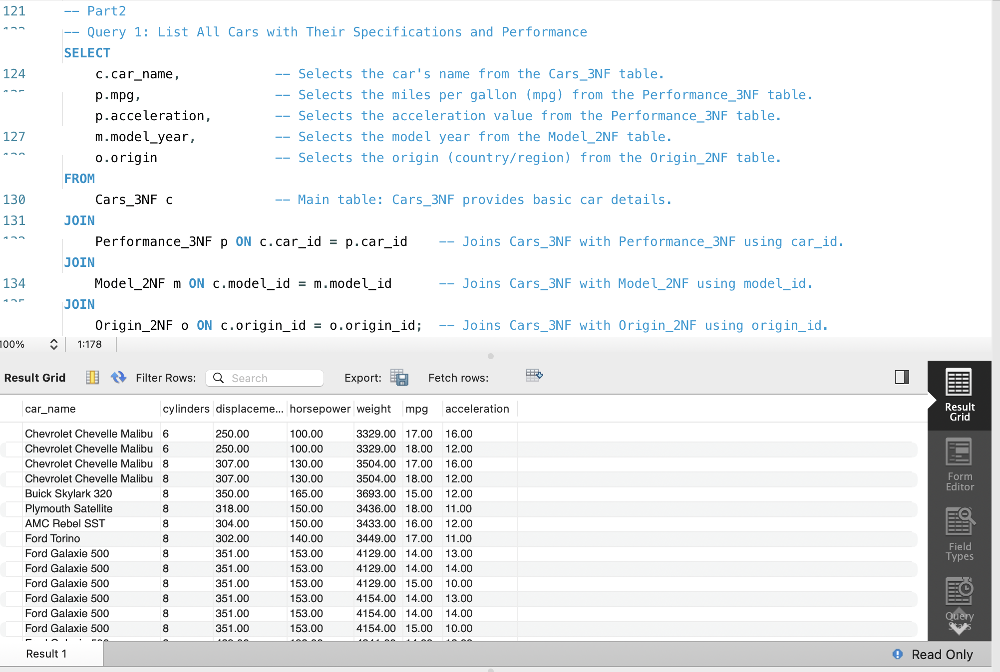 121 -- Part2
-- Query 1: List All Cars with Their Specifications and Performance
SELECT
124 c.car_name, -- Selects the car's name from the Cars_3NF table.
p.mpg, -- Selects the miles per gallon (mpg) from the Performance_3NF table.
p.acceleration, -- Selects the acceleration value from the Performance_3NF table.
127 m.model_year, -- Selects the model year from the Model_2NF table.
o.origin -- Selects the origin (country/region) from the Origin_2NF table.
FROM
130 Cars_3NF c -- Main table: Cars_3NF provides basic car details.
131 JOIN
Performance_3NF p ON c.car_id = p.car_id -- Joins Cars_3NF with Performance_3NF using car_id.
JOIN
134 Model_2NF m ON c.model_id = m.model_id -- Joins Cars_3NF with Model_2NF using model_id.
JOIN
Origin_2NF o ON c.origin_id = o.origin_id; -- Joins Cars_3NF with Origin_2NF using origin_id.
100% 1:178
Result Grid Filter Rows: Search Export: Fetch rows:
car_name cylinders displaceme... horsepower weight mpg acceleration
Chevrolet Chevelle Malibu 6 250.00 100.00 3329.00 17.00 16.00
Chevrolet Chevelle Malibu 6 250.00 100.00 3329.00 18.00 12.00
Chevrolet Chevelle Malibu 8 307.00 130.00 3504.00 17.00 16.00
Chevrolet Chevelle Malibu 8 307.00 130.00 3504.00 18.00 12.00
Buick Skylark 320 8 350.00 165.00 3693.00 15.00 12.00
Plymouth Satellite 8 318.00 150.00 3436.00 18.00 11.00
AMC Rebel SST 8 304.00 150.00 3433.00 16.00 12.00
Ford Torino 8 302.00 140.00 3449.00 17.00 11.00
Ford Galaxie 500 8 351.00 153.00 4129.00 14.00 13.00
Ford Galaxie 500 8 351.00 153.00 4129.00 14.00 14.00
Ford Galaxie 500 8 351.00 153.00 4129.00 15.00 10.00
Ford Galaxie 500 8 351.00 153.00 4154.00 14.00 13.00
Ford Galaxie 500 8 351.00 153.00 4154.00 14.00 14.00
Ford Galaxie 500 8 351.00 153.00 4154.00 15.00 10.00
Result
Grid
Form
Editor
Field
Types
Query
Stats
Result 1
Read Only